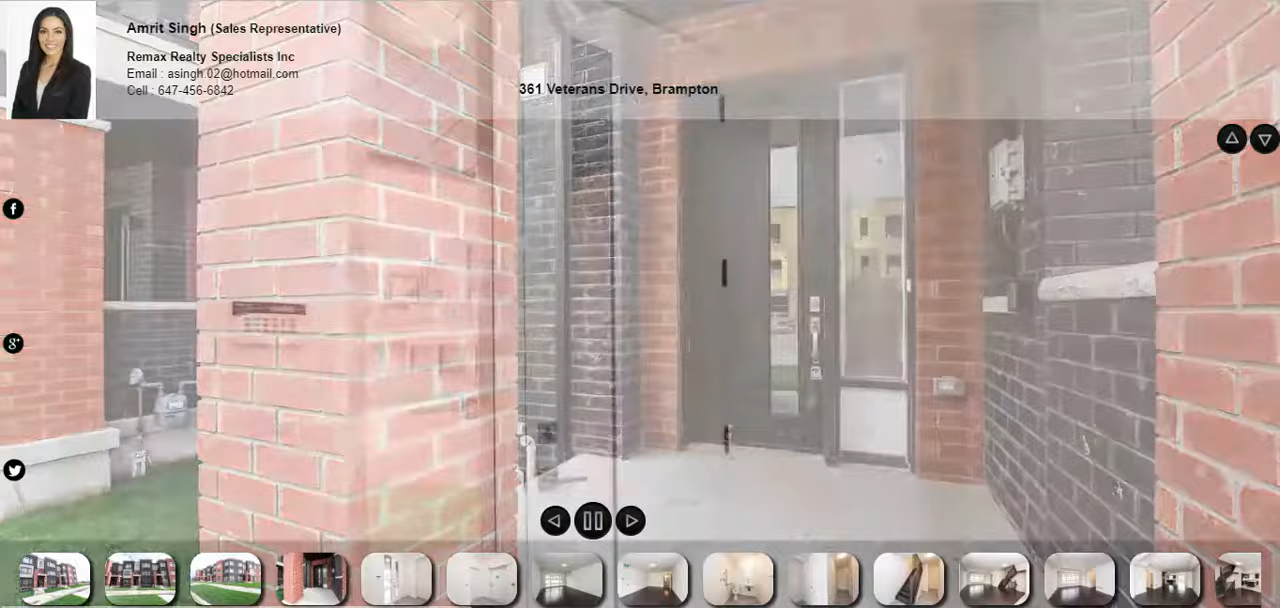 Amrit Singh (Sales Representative)
Remax Realty Specialists Inc
Email : asingh.02@hotmail.com
Cell : 647-456-6842
361 Veterans Drive, Brampton